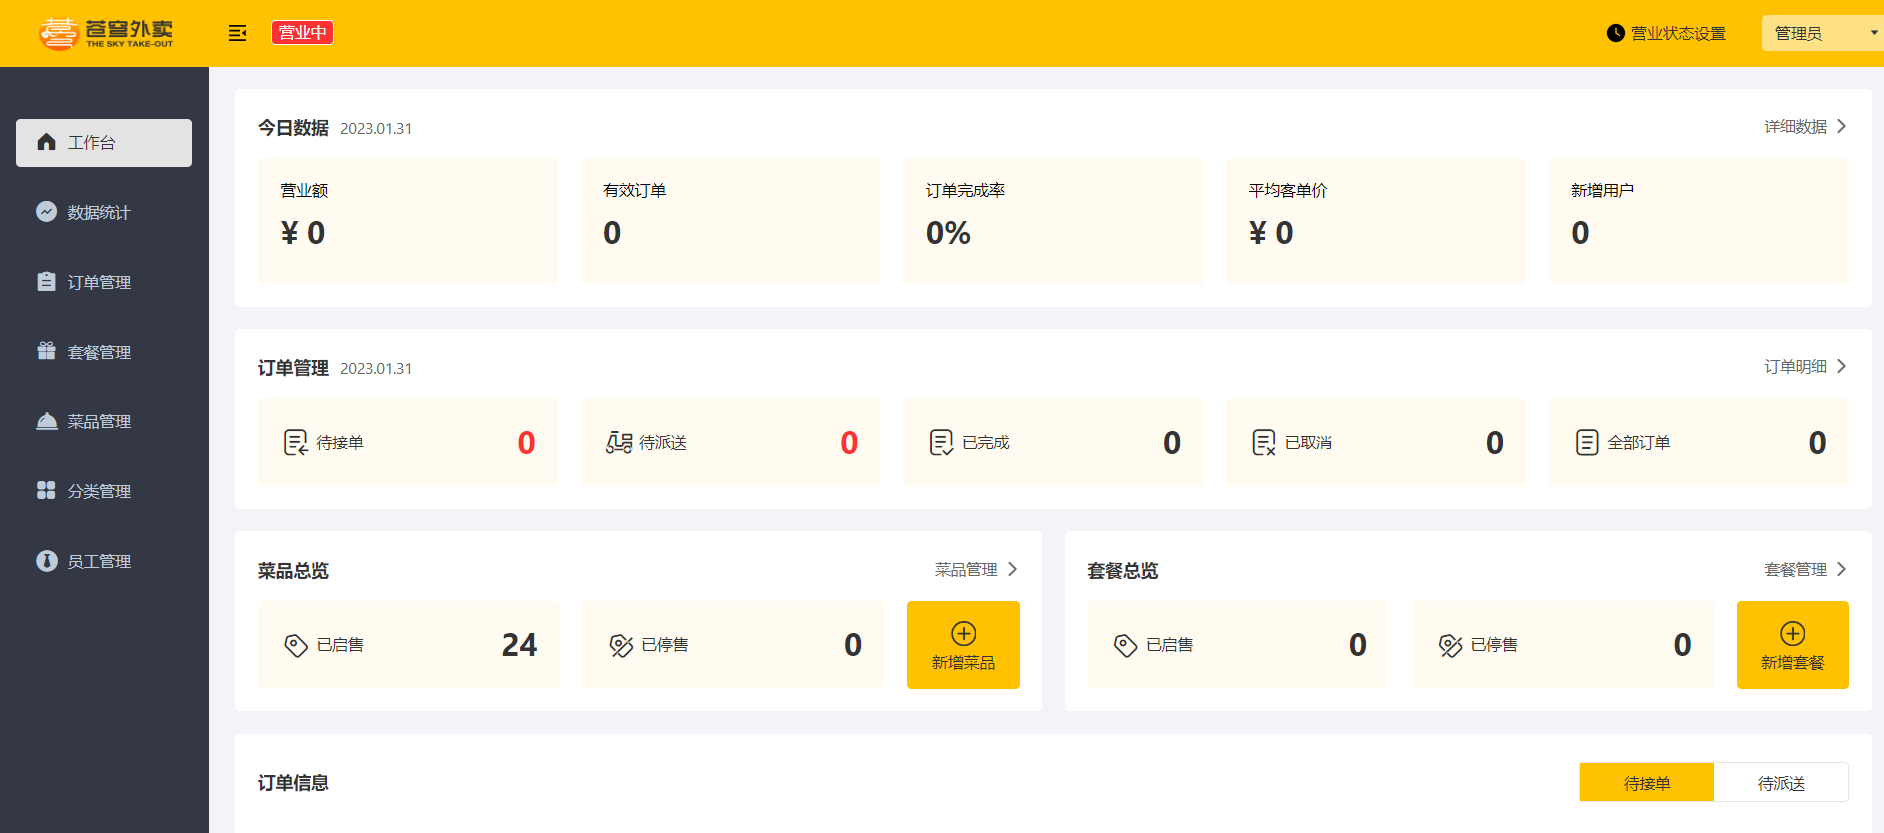 苍穹外卖
THE SKY TAKE-OUT
营业中
营业状态设置
管理员
工作台
数据统计
订单管理
套餐管理
菜品管理
分类管理
员工管理
今日数据 2023.01.31
详细数据
营业额
¥ 0
有效订单
0
订单完成率
0%
平均客单价
¥ 0
新增用户
0
订单管理 2023.01.31
订单明细
待接单 0
待派送 0
已完成 0
已取消 0
全部订单 0
菜品总览
菜品管理
已启售 24
已停售 0
新增菜品
套餐总览
套餐管理
已启售 0
已停售 0
新增套餐
订单信息
待接单
待派送